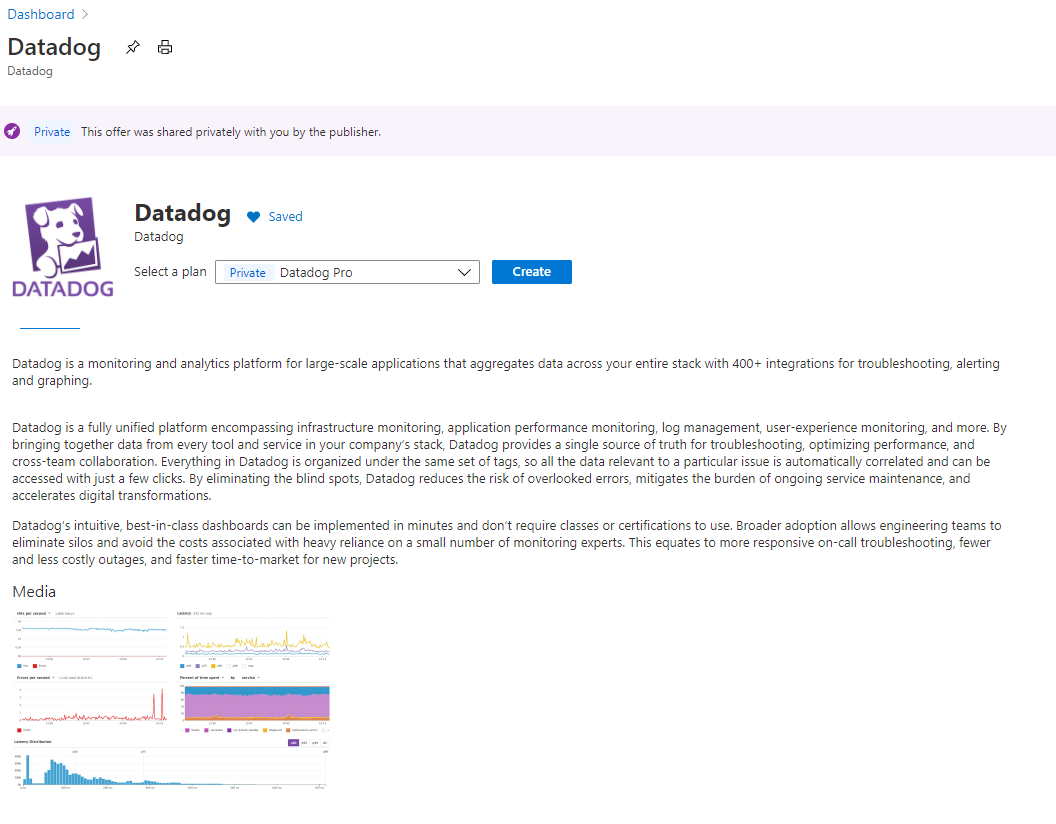 Dashboard
Datadog
Datadog
Private This offer was shared privately with you by the publisher.
DATADOG
Datadog Saved
Datadog
Select a plan Private Datadog Pro Create
Datadog is a monitoring and analytics platform for large-scale applications that aggregates data across your entire stack with 400+ integrations for troubleshooting, alerting
and graphing.
Datadog is a fully unified platform encompassing infrastructure monitoring, application performance monitoring, log management, user-experience monitoring, and more. By
bringing together data from every tool and service in your company's stack, Datadog provides a single source of truth for troubleshooting, optimizing performance, and
cross-team collaboration. Everything in Datadog is organized under the same set of tags, so all the data relevant to a particular issue is automatically correlated and can be
accessed with just a few clicks. By eliminating the blind spots, Datadog reduces the risk of overlooked errors, mitigates the burden of ongoing service maintenance, and
accelerates digital transformations.
Datadog's intuitive, best-in-class dashboards can be implemented in minutes and don't require classes or certifications to use. Broader adoption allows engineering teams to
eliminate silos and avoid the costs associated with heavy reliance on a small number of monitoring experts. This equates to more responsive on-call troubleshooting, fewer
and less costly outages, and faster time-to-market for new projects.
Media
Hits per second
Latency
Errors per second
Percent of time spent by service
Latency Distribution